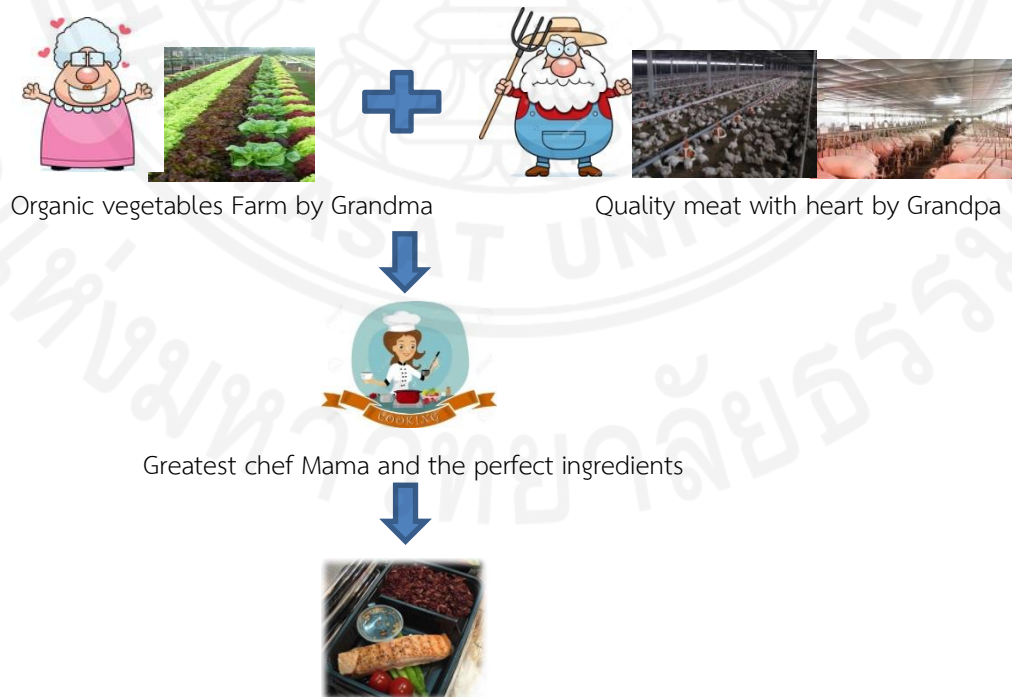 Organic vegetables Farm by Grandma
Quality meat with heart by Grandpa
COOKING
Greatest chef Mama and the perfect ingredients